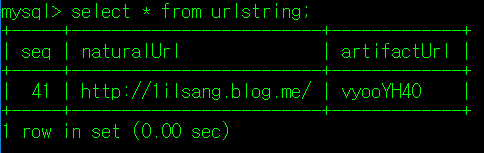 mysql> select * from urlstring;
+-----+-------------------------+-------------+
| seq | naturalUrl | artifactUrl |
+-----+-------------------------+-------------+
| 41 | http://1ilsang.blog.me/ | vyooYH40 |
+-----+-------------------------+-------------+
1 row in set (0.00 sec)